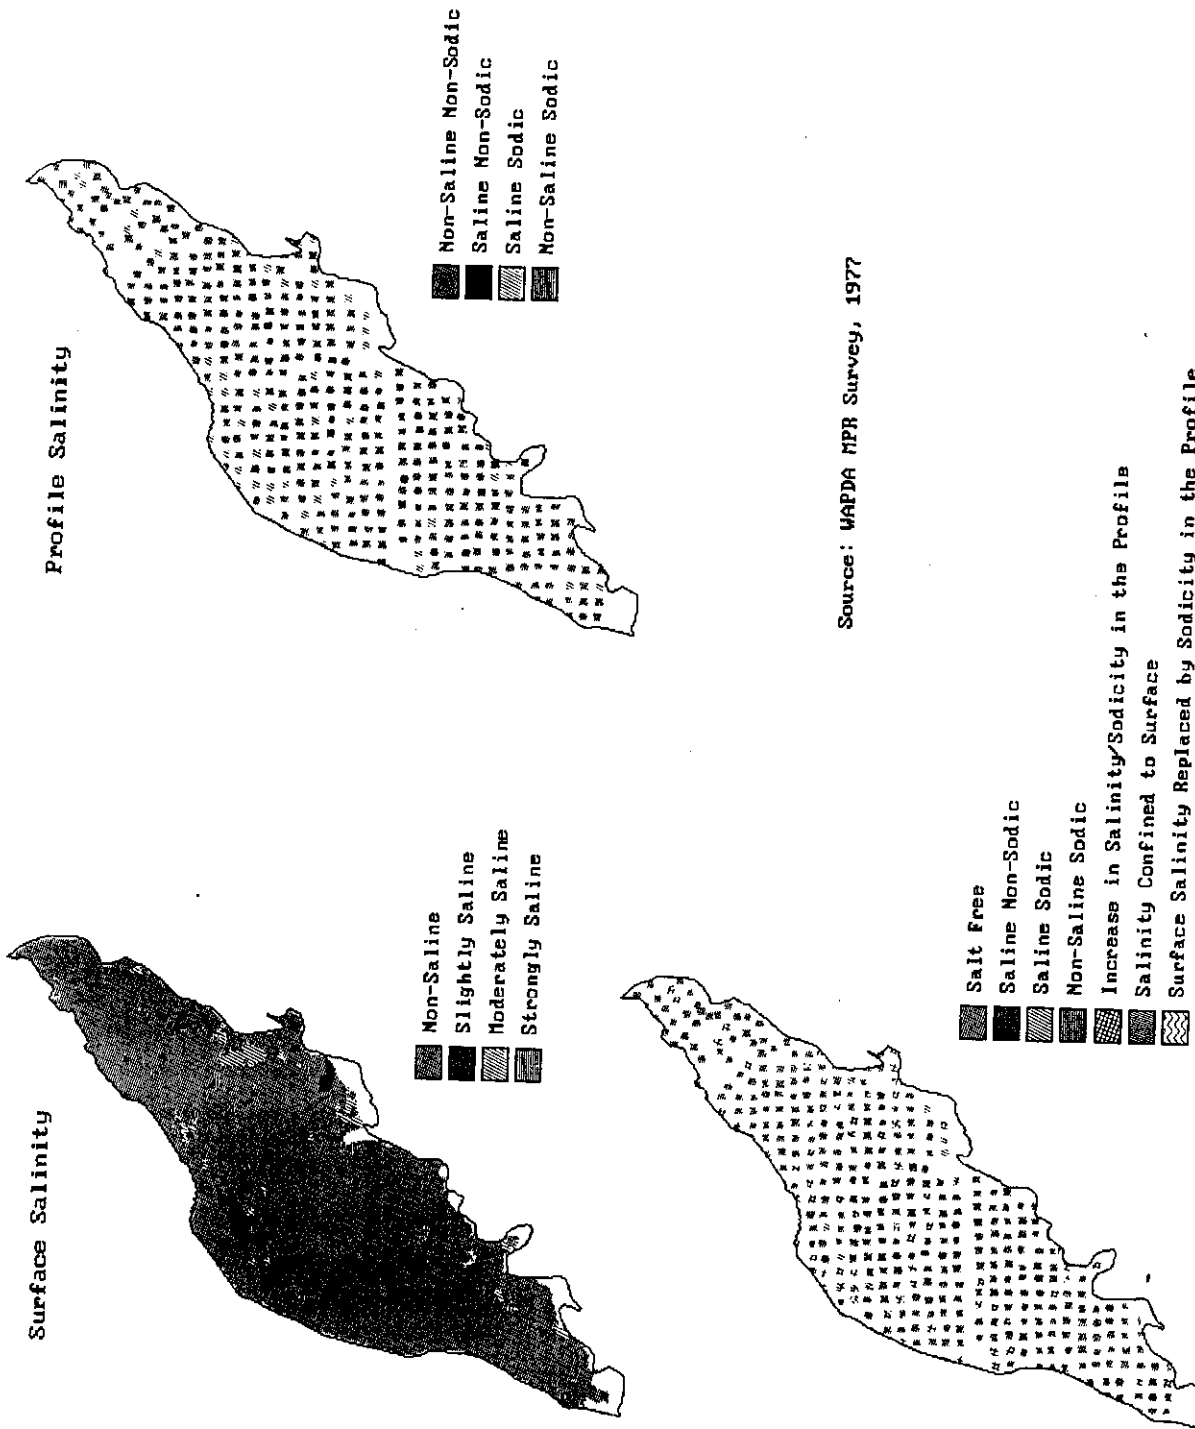 Surface Salinity
Non-Saline
Slightly Saline
Moderately Saline
Strongly Saline
Profile Salinity
Non-Saline Non-Sodic
Saline Non-Sodic
Saline Sodic
Non-Saline Sodic
Salt Free
Saline Non-Sodic
Saline Sodic
Non-Saline Sodic
Increase in Salinity/Sodicity in the Profile
Salinity Confined to Surface
Surface Salinity Replaced by Sodicity in the Profile
Source: WAPDA MPR Survey, 1977